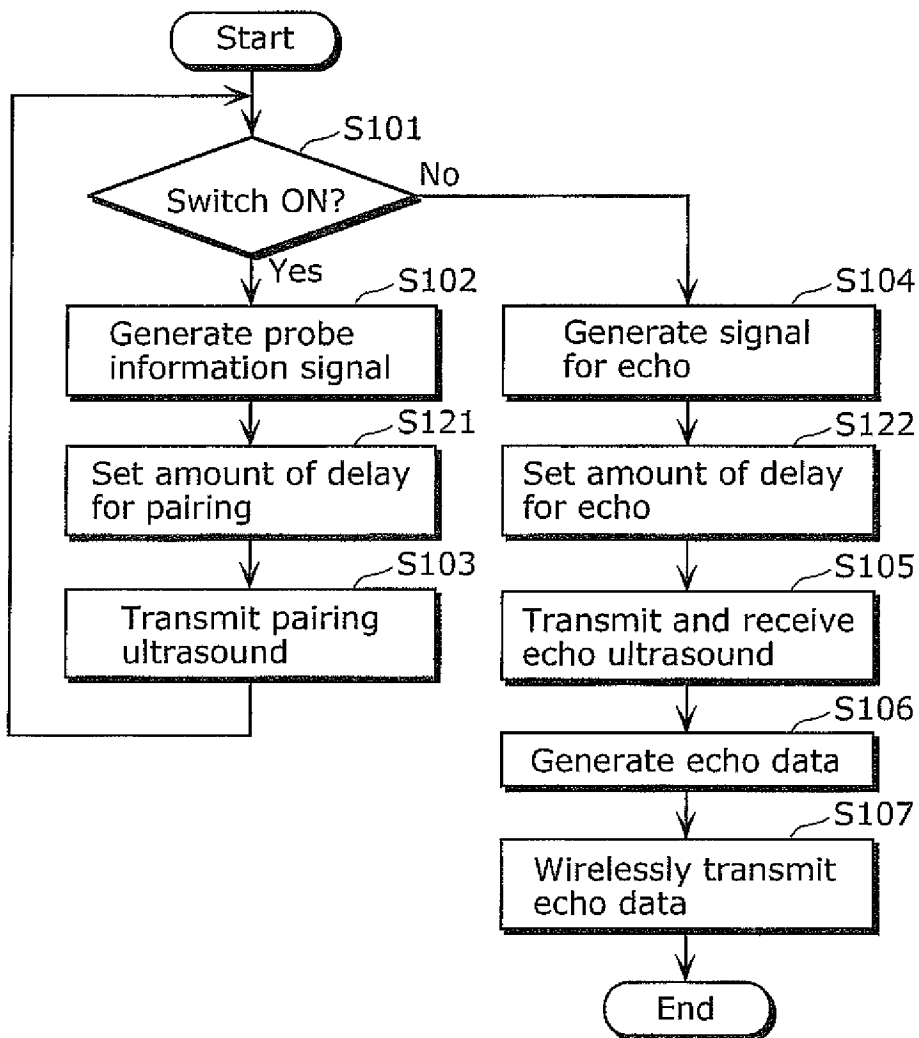 Start
S101
Switch ON?
No
Yes
S102
Generate probe
information signal
S121
Set amount of delay
for pairing
S103
Transmit pairing
ultrasound
S104
Generate signal
for echo
S122
Set amount of delay
for echo
S105
Transmit and receive
echo ultrasound
S106
Generate echo data
S107
Wirelessly transmit
echo data
End